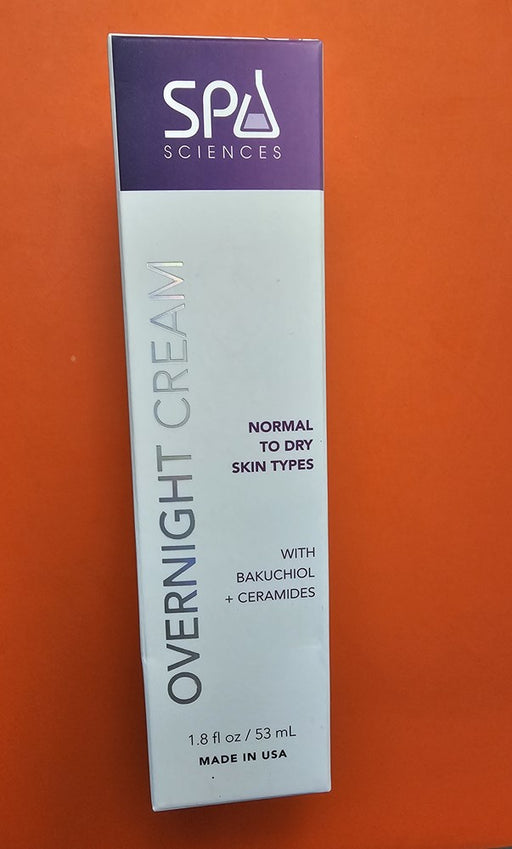 SPA
SCIENCES
OVERNIGHT CREAM
NORMAL
TO DRY
SKIN TYPES
WITH
BAKUCHIOL
+ CERAMIDES
1.8 fl oz / 53 mL
MADE IN USA